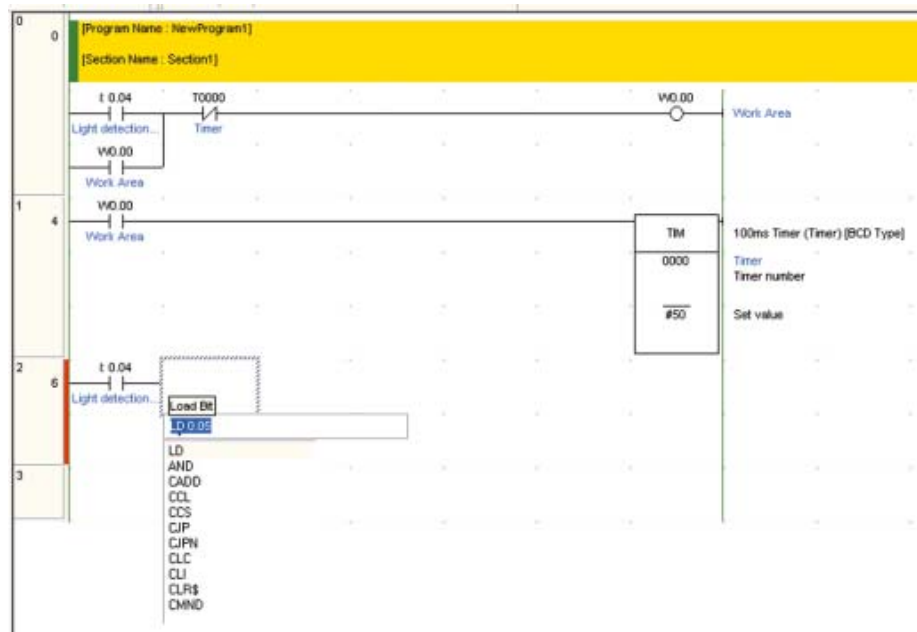 0
0
[Program Name : NewProgram1]
[Section Name : Section1]
I: 0.04
T0000
W0.00
Work Area
Light detection...
Timer
W0.00
Work Area
1
4
W0.00
Work Area
TIM
100ms Timer (Timer) [BCD Type]
0000
Timer
Timer number
#50
Set value
2
6
I: 0.04
Light detection...
Load Bit
LD 0.05
LD
AND
CADD
CCL
CCS
CJP
CJPN
CLC
CLI
CLR$
CMND
3